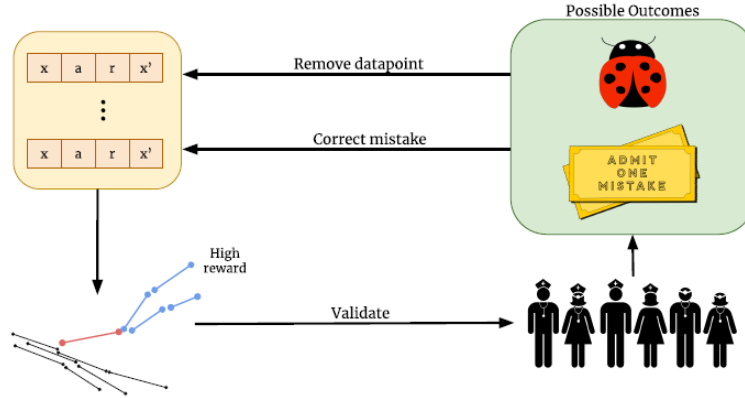 Possible Outcomes
x a r x'
Remove datapoint
x a r x'
Correct mistake
ADMIT
ONE
MISTAKE
High
reward
Validate